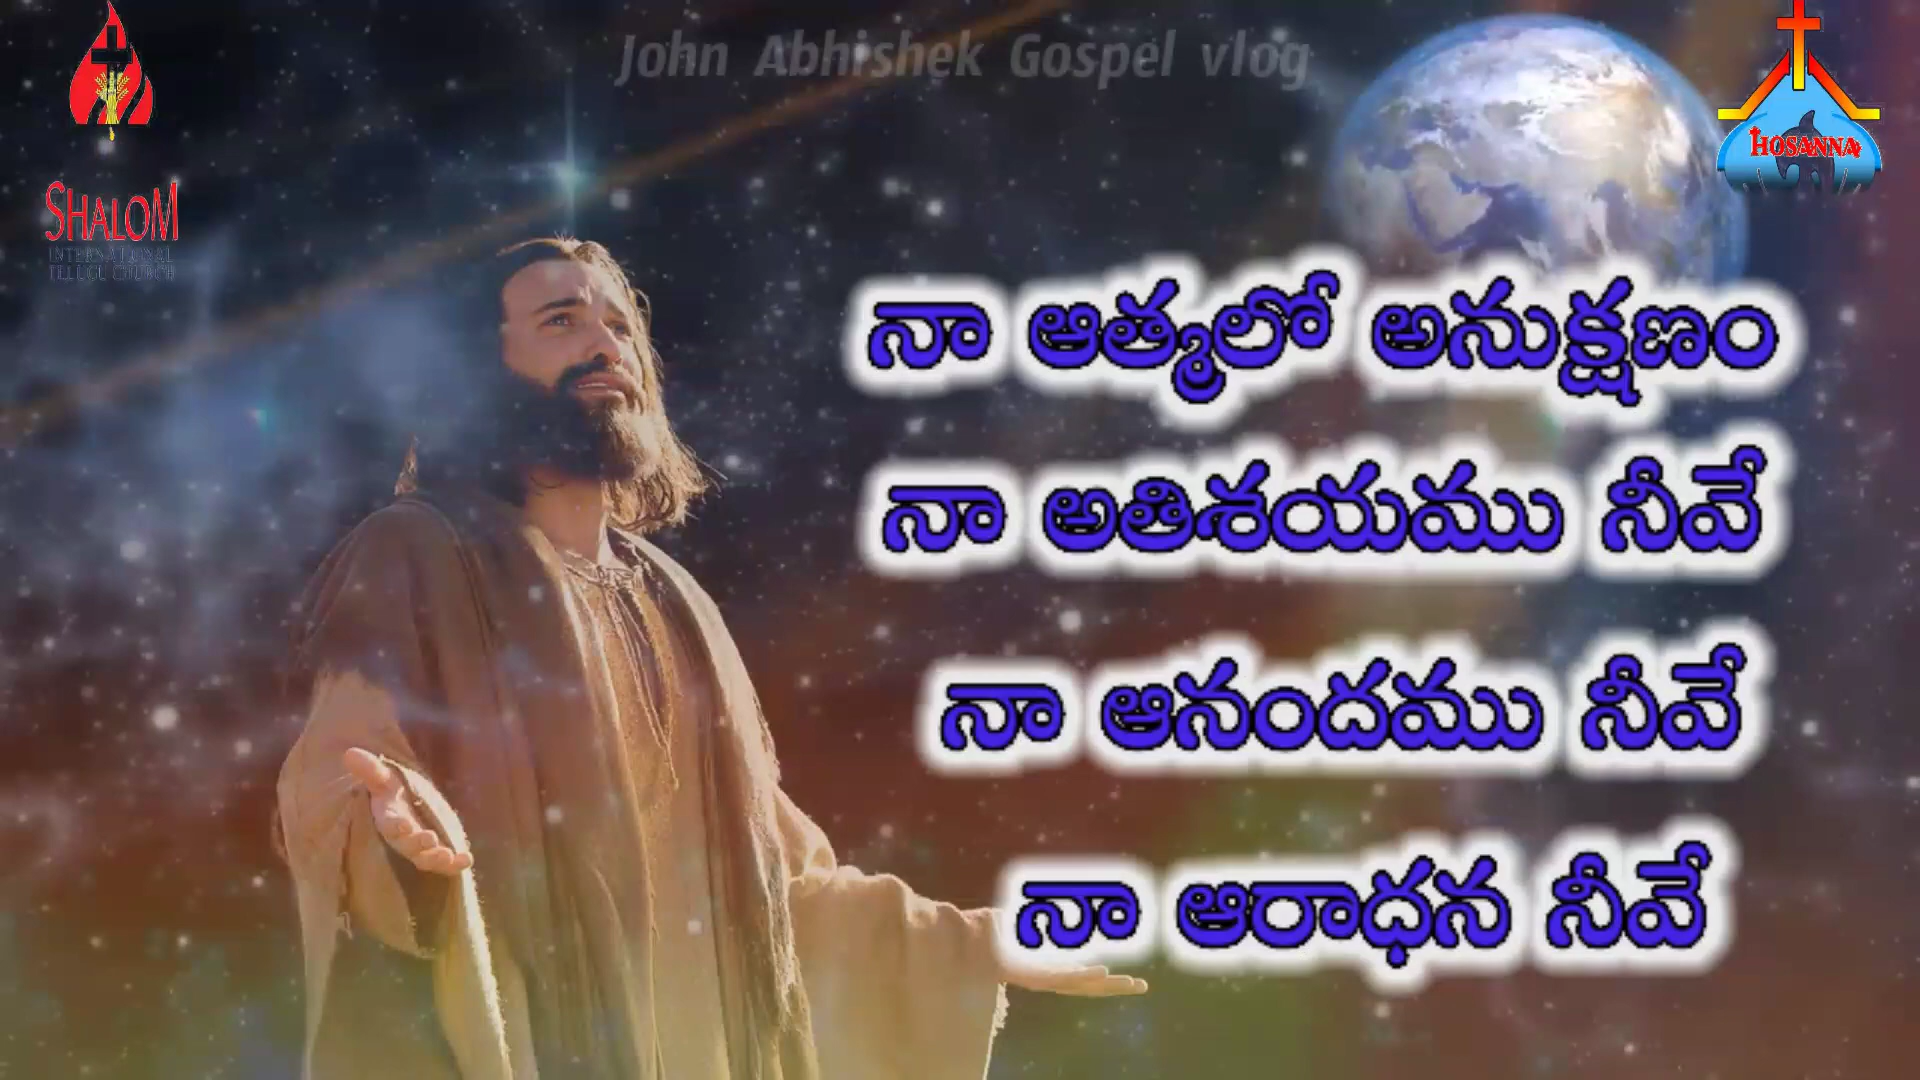 John Abhishek Gospel vlog
SHALOM
INTERNATIONAL
TELUGU CHURCH
HOSANNA
నా ఆత్మలో అనుక్షణం
నా అతిశయము నీవే
నా ఆనందము నీవే
నా ఆరాధన నీవే